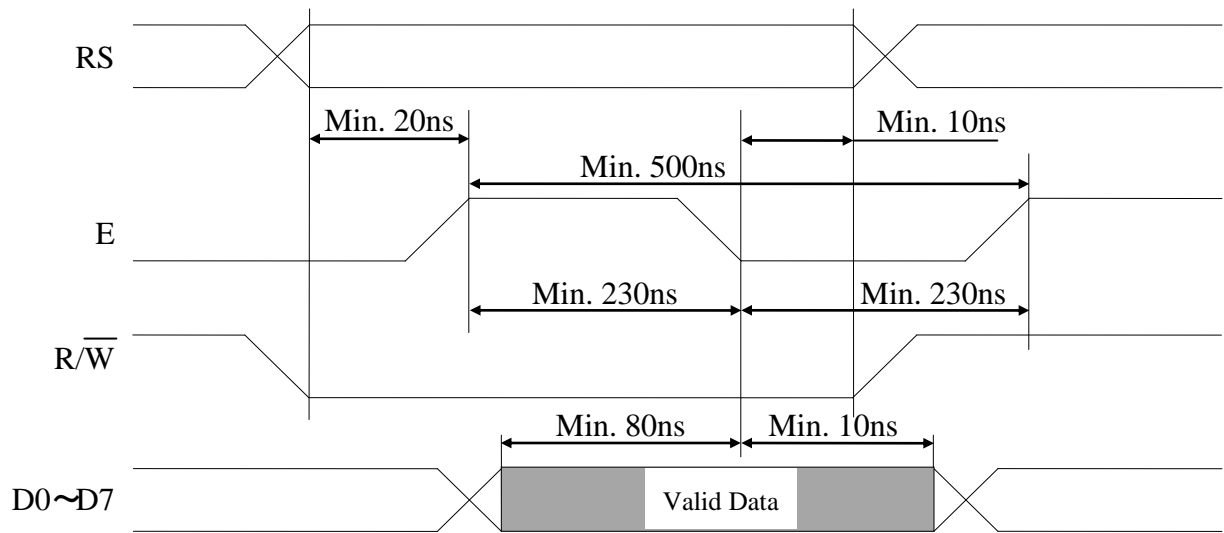 RS
Min. 20ns
Min. 10ns
Min. 500ns
E
Min. 230ns
Min. 230ns
R/W̅
Min. 80ns
Min. 10ns
D0～D7
Valid Data